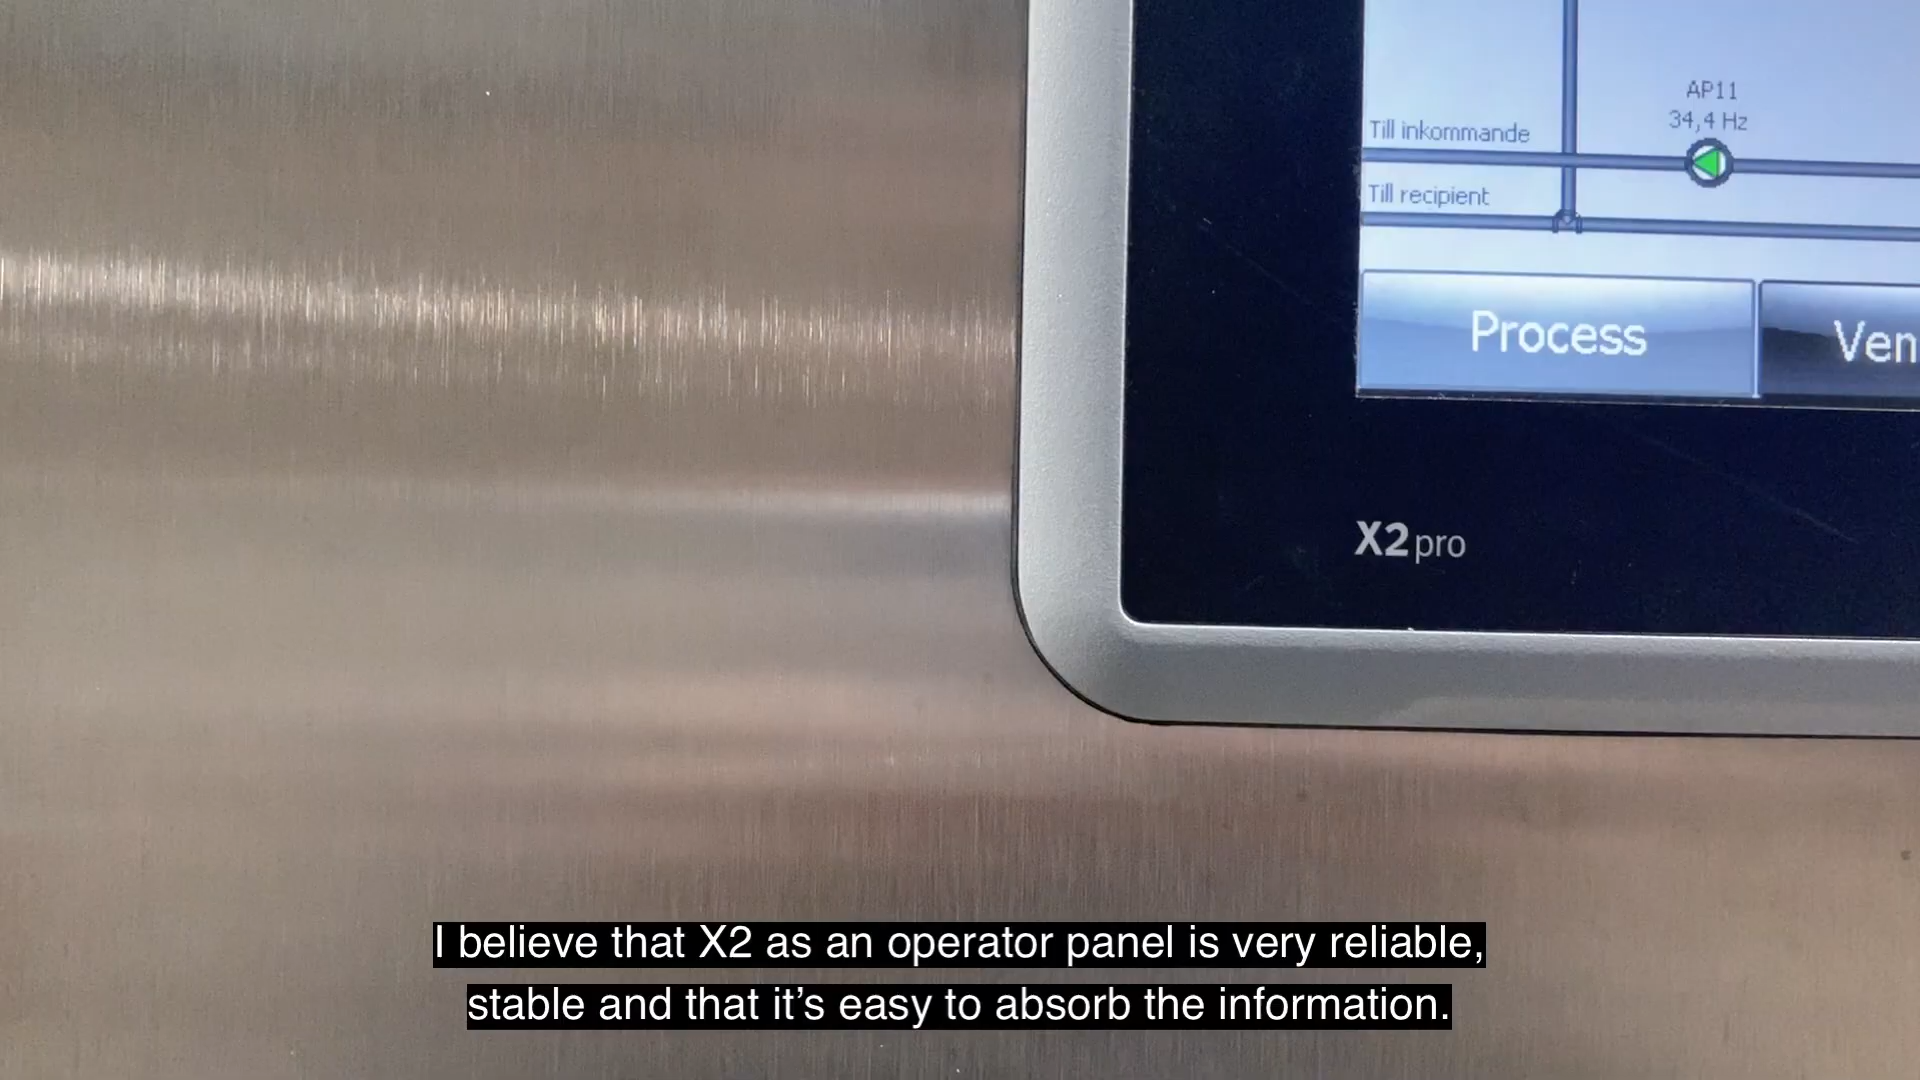 AP11
34,4 Hz
Till inkommande
Till recipient
Process
Ven
X2 pro
I believe that X2 as an operator panel is very reliable,
stable and that it’s easy to absorb the information.